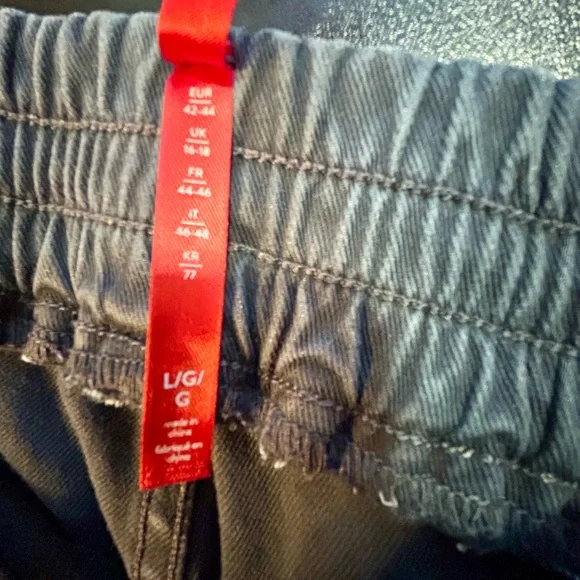 EUR
42-44
UK
16-18
FR
44-46
IT
46-48
KR
77
L/G/
G
made in
china
fabriqué en
chine